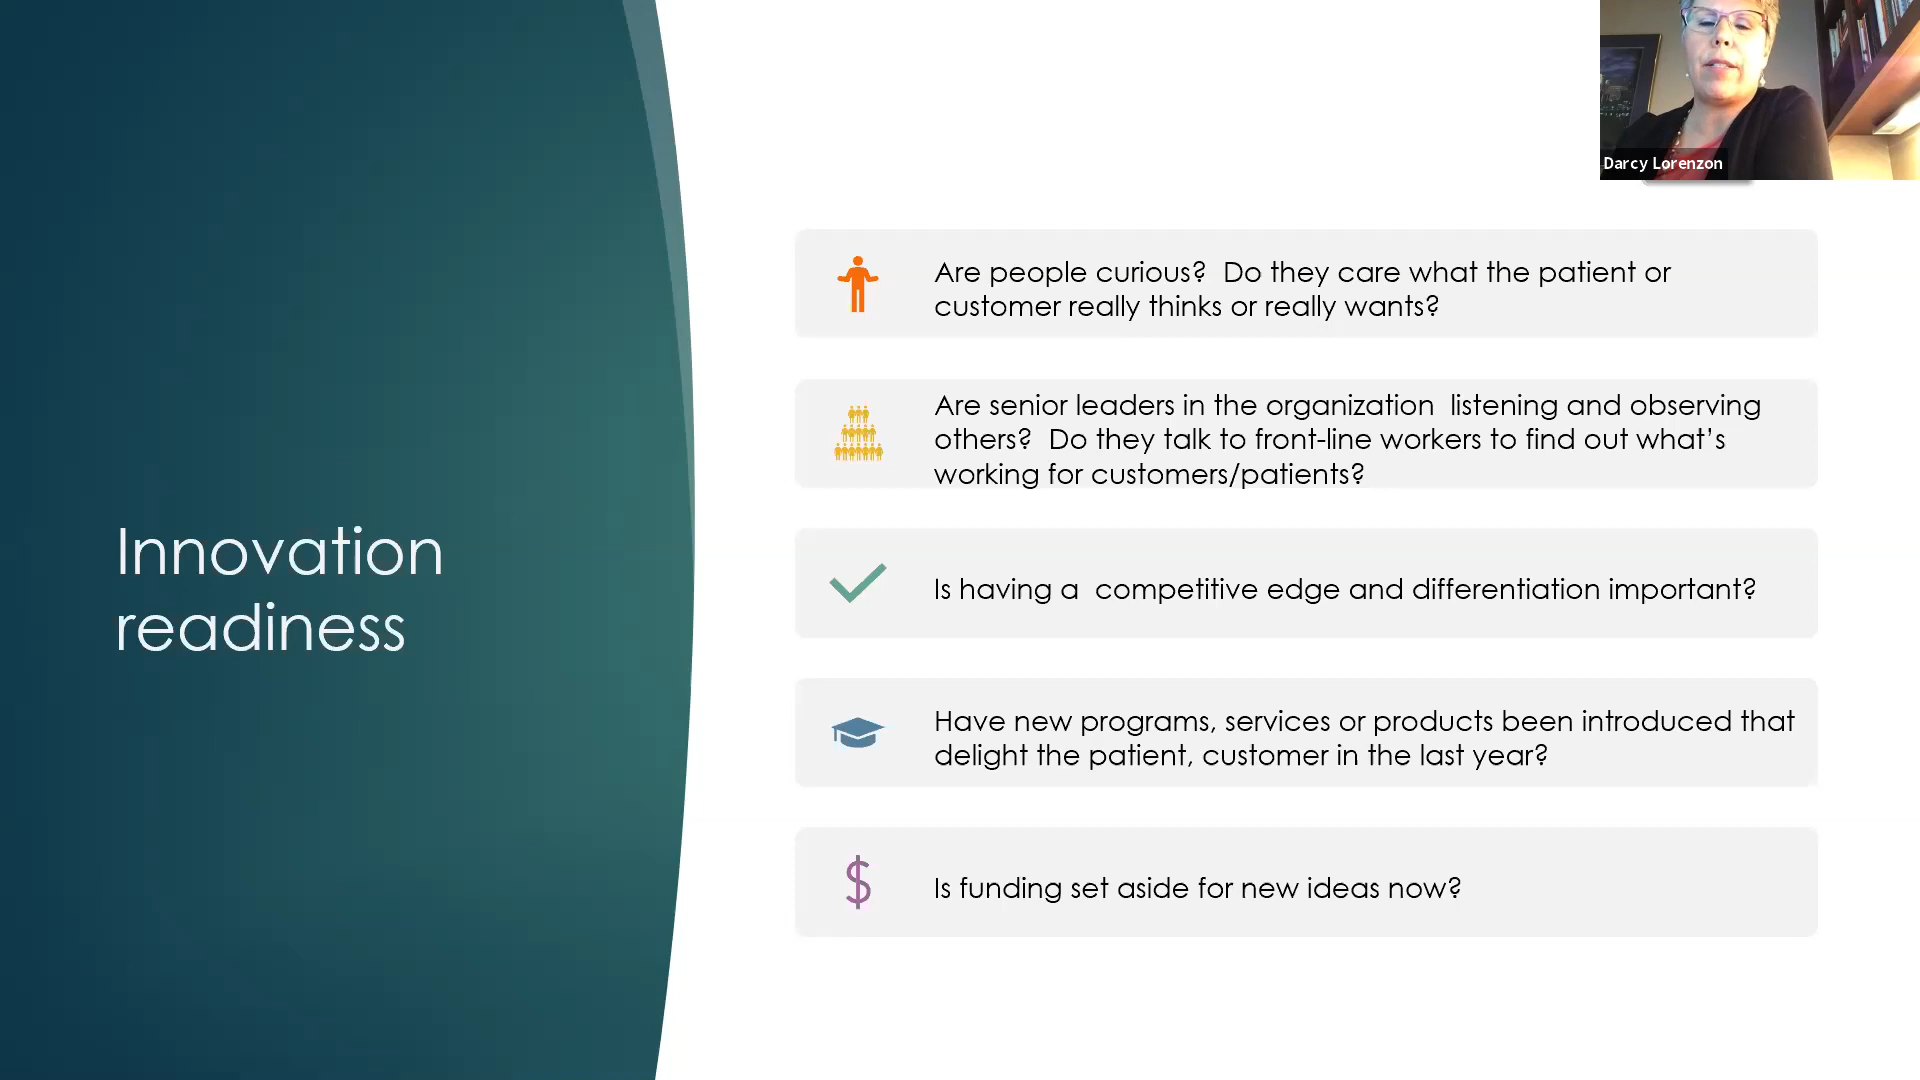 Darcy Lorenzon
Innovation
readiness
Are people curious?  Do they care what the patient or
customer really thinks or really wants?
Are senior leaders in the organization  listening and observing
others?  Do they talk to front-line workers to find out what’s
working for customers/patients?
Is having a  competitive edge and differentiation important?
Have new programs, services or products been introduced that
delight the patient, customer in the last year?
$
Is funding set aside for new ideas now?